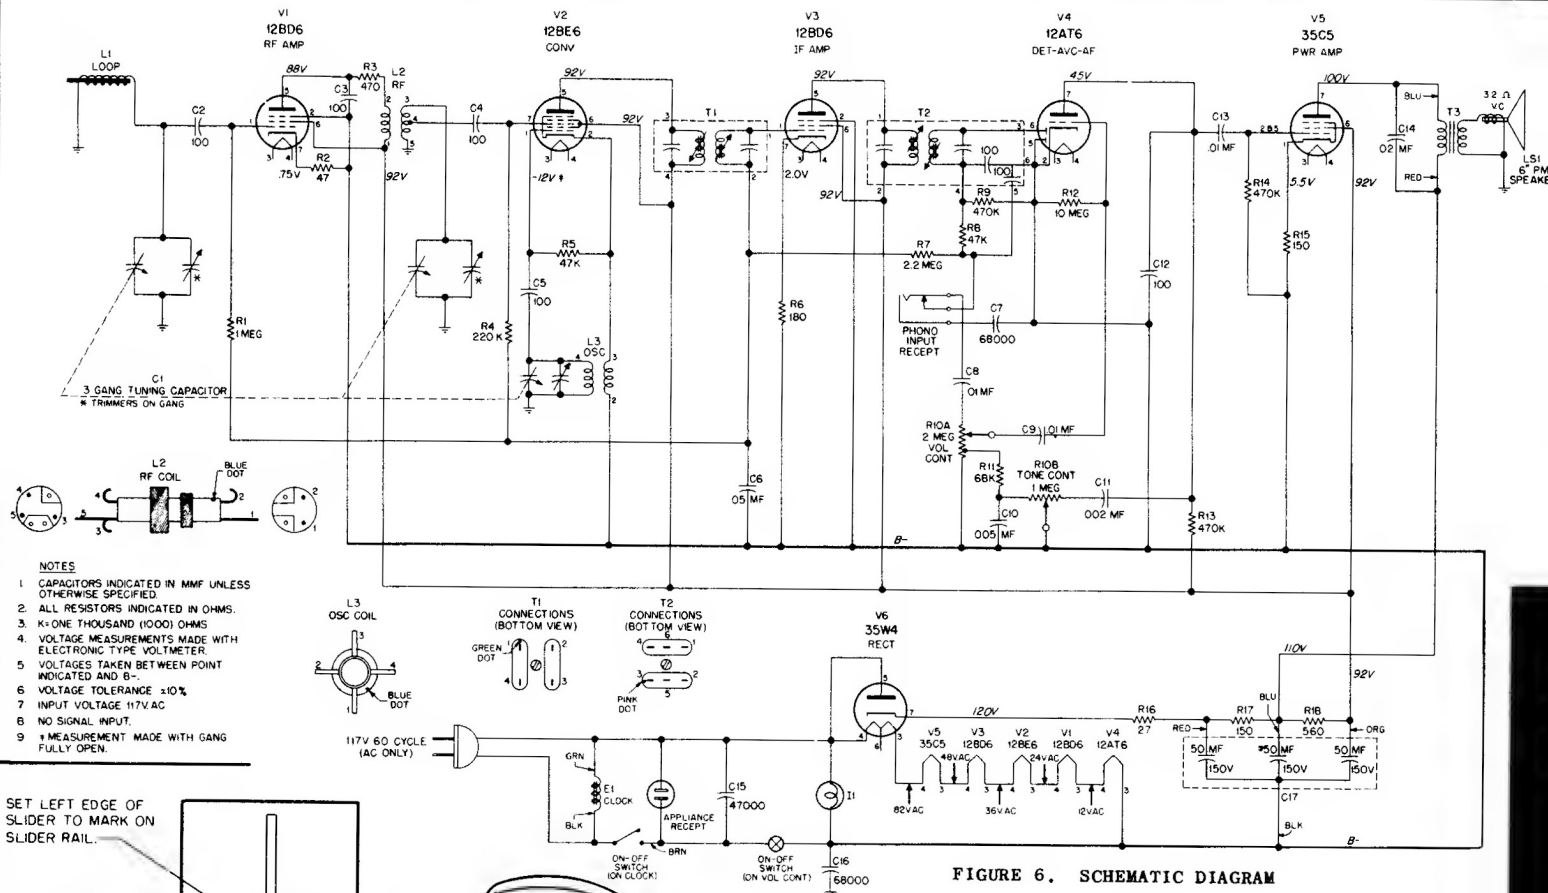 V1
12BD6
RF AMP
V2
12BE6
CONV
V3
12BD6
IF AMP
V4
12AT6
DET-AVC-AF
V5
35C5
PWR AMP
L1
LOOP
88V
R3
470
C3
100
L2
RF
C2
100
R2
47
.75V
92V
C4
100
92V
92V
-12V *
T1
92V
2.0V
92V
T2
100
100
R9
470K
R8
47K
R7
2.2 MEG
45V
R12
10 MEG
C13
.01 MF
R14
470K
100V
5.5V
92V
R15
150
BLU
C14
.02 MF
RED
T3
3.2 Ω
V.C.
LS1
6" PM
SPEAKE
C12
100
R1
1 MEG
R4
220 K
R5
47K
C5
100
L3
OSC
R6
180
PHONO
INPUT
RECEPT
C7
68000
C8
.01 MF
R10A
2 MEG
VOL
CONT
C9 .01 MF
R11
68K
R10B
TONE CONT
1 MEG
C11
.002 MF
C10
.005 MF
R13
470K
C6
.05 MF
B-
C1
3 GANG TUNING CAPACITOR
* TRIMMERS ON GANG
L2
RF COIL
BLUE
DOT
NOTES
1 CAPACITORS INDICATED IN MMF UNLESS
OTHERWISE SPECIFIED.
2. ALL RESISTORS INDICATED IN OHMS.
3. K=ONE THOUSAND (1000) OHMS
4. VOLTAGE MEASUREMENTS MADE WITH
ELECTRONIC TYPE VOLTMETER.
5 VOLTAGES TAKEN BETWEEN POINT
INDICATED AND B-.
6 VOLTAGE TOLERANCE ±10%
7 INPUT VOLTAGE 117V. AC
8 NO SIGNAL INPUT.
9 * MEASUREMENT MADE WITH GANG
FULLY OPEN.
L3
OSC COIL
BLUE
DOT
T1
CONNECTIONS
(BOTTOM VIEW)
GREEN
DOT
T2
CONNECTIONS
(BOTTOM VIEW)
PINK
DOT
V6
35W4
RECT
120V
R16
27
110V
92V
R17
150
R18
560
RED
BLU
ORG
50 MF
150V
*50 MF
150V
50 MF
150V
C17
BLK
B-
117V 60 CYCLE
(AC ONLY)
GRN
E1
CLOCK
BLK
APPLIANCE
RECEPT
BRN
ON-OFF
SWITCH
(ON CLOCK)
C15
47000
I1
ON-OFF
SWITCH
(ON VOL CONT)
C16
68000
V5
35C5
V3
12BD6
V2
12BE6
V1
12BD6
V4
12AT6
48VAC
24VAC
82VAC
36VAC
12VAC
SET LEFT EDGE OF
SLIDER TO MARK ON
SLIDER RAIL.
FIGURE 6. SCHEMATIC DIAGRAM